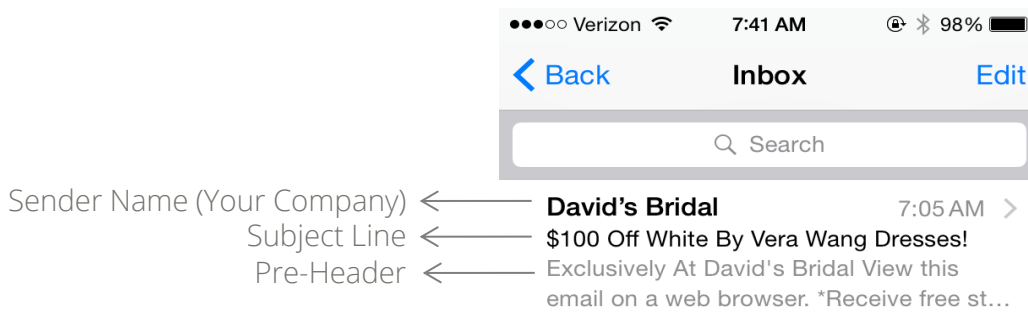 Verizon 7:41 AM 98%
Back Inbox Edit
Search
Sender Name (Your Company) David's Bridal 7:05 AM
Subject Line $100 Off White By Vera Wang Dresses!
Pre-Header Exclusively At David's Bridal View this
email on a web browser. *Receive free st...